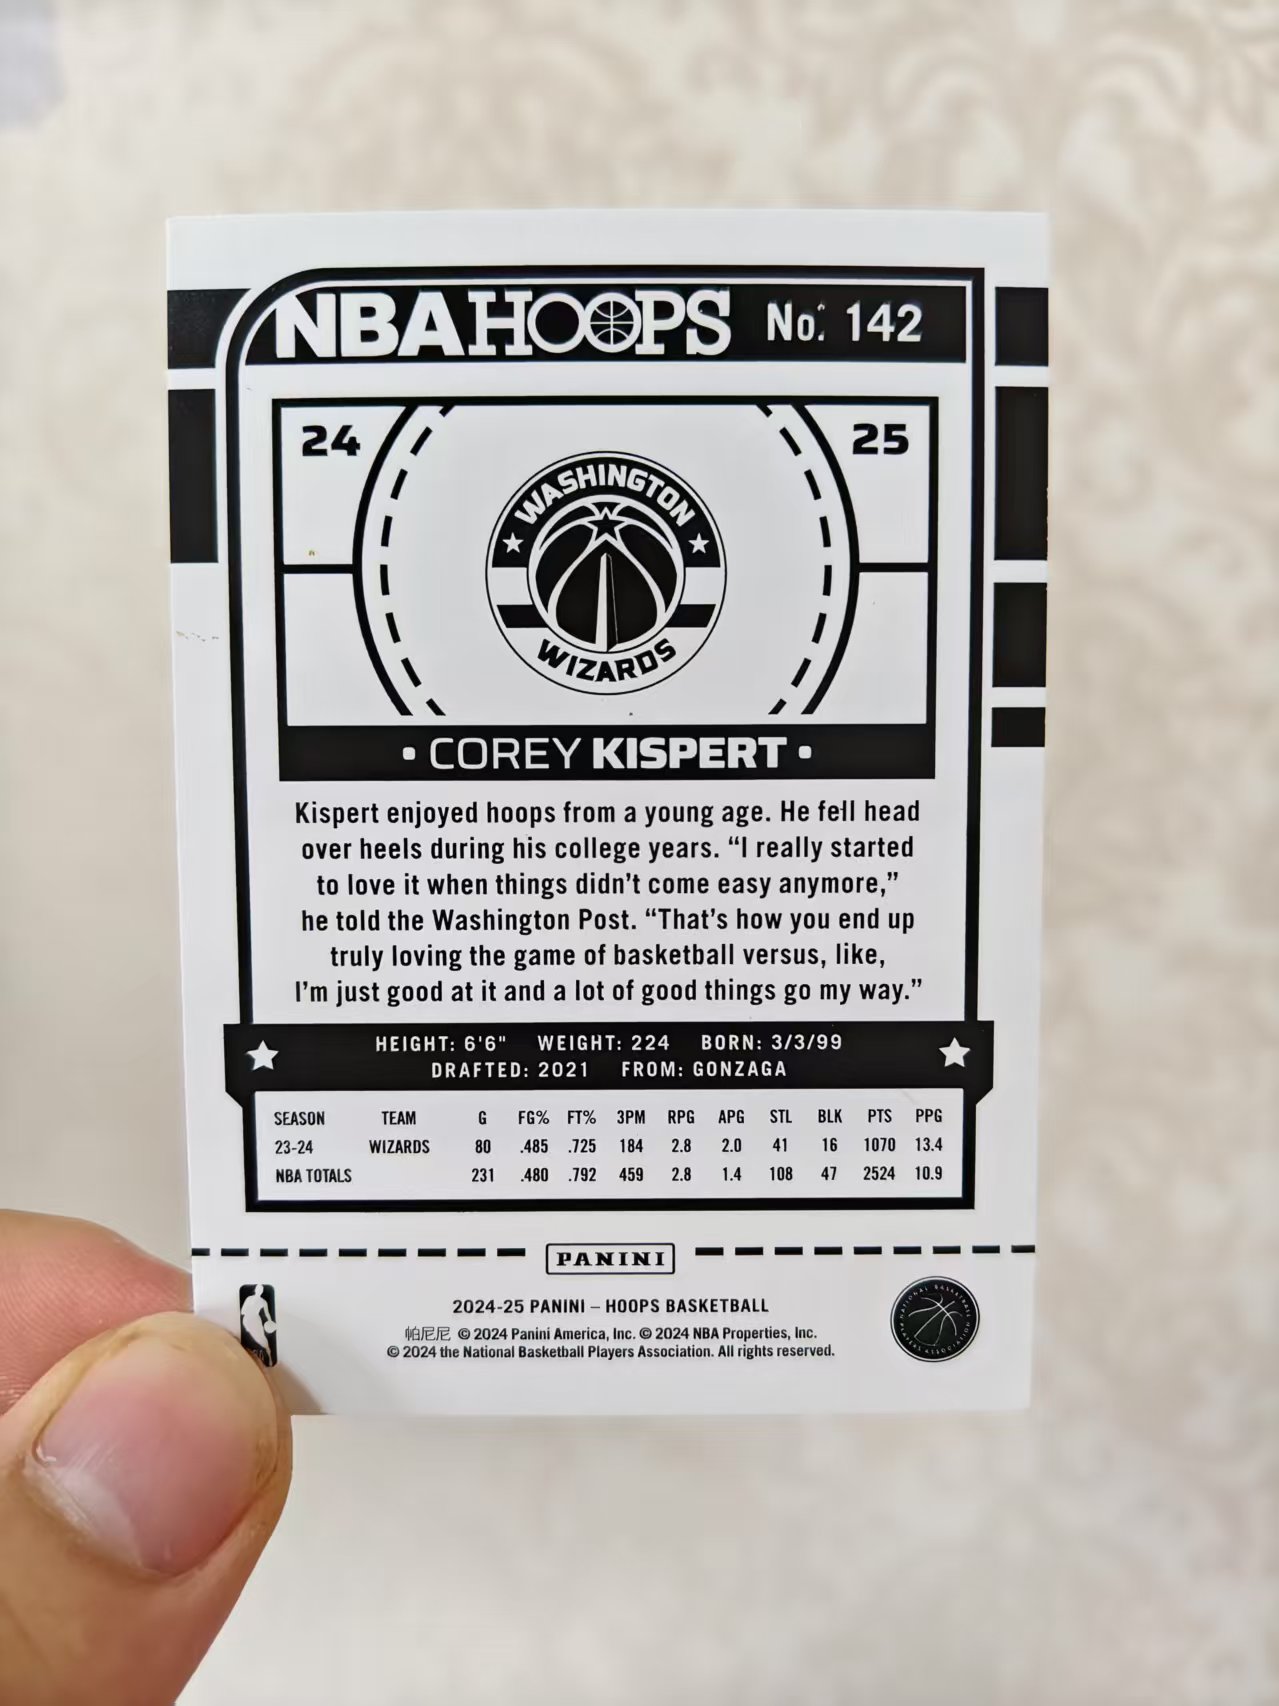 NBA HOOPS No. 142
24 25
WASHINGTON
WIZARDS
• COREY KISPERT •
Kispert enjoyed hoops from a young age. He fell head
over heels during his college years. “I really started
to love it when things didn’t come easy anymore,”
he told the Washington Post. “That’s how you end up
truly loving the game of basketball versus, like,
I’m just good at it and a lot of good things go my way.”
HEIGHT: 6'6" WEIGHT: 224 BORN: 3/3/99
DRAFTED: 2021 FROM: GONZAGA
SEASON TEAM G FG% FT% 3PM RPG APG STL BLK PTS PPG
23-24 WIZARDS 80 .485 .725 184 2.8 2.0 41 16 1070 13.4
NBA TOTALS 231 .480 .792 459 2.8 1.4 108 47 2524 10.9
PANINI
2024-25 PANINI – HOOPS BASKETBALL
帕尼尼 © 2024 Panini America, Inc. © 2024 NBA Properties, Inc.
© 2024 the National Basketball Players Association. All rights reserved.
NATIONAL BASKETBALL
PLAYERS ASSOCIATION